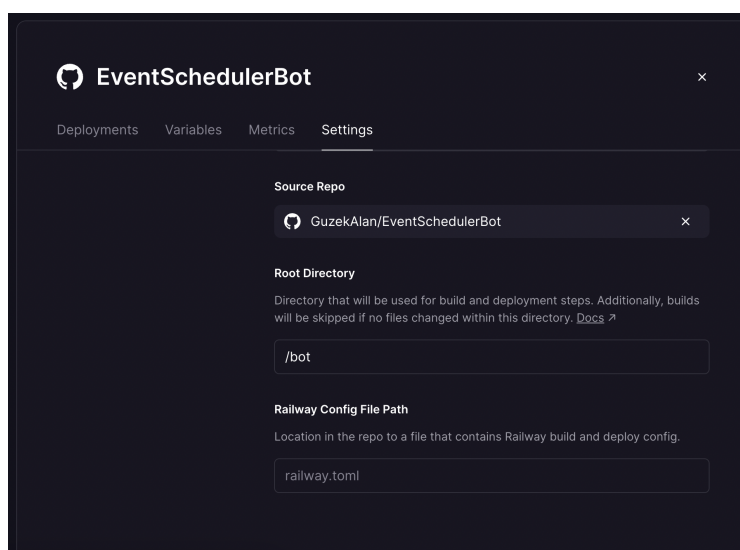 EventSchedulerBot
Deployments Variables Metrics Settings
Source Repo
GuzekAlan/EventSchedulerBot
Root Directory
Directory that will be used for build and deployment steps. Additionally, builds
will be skipped if no files changed within this directory. Docs ↗
/bot
Railway Config File Path
Location in the repo to a file that contains Railway build and deploy config.
railway.toml